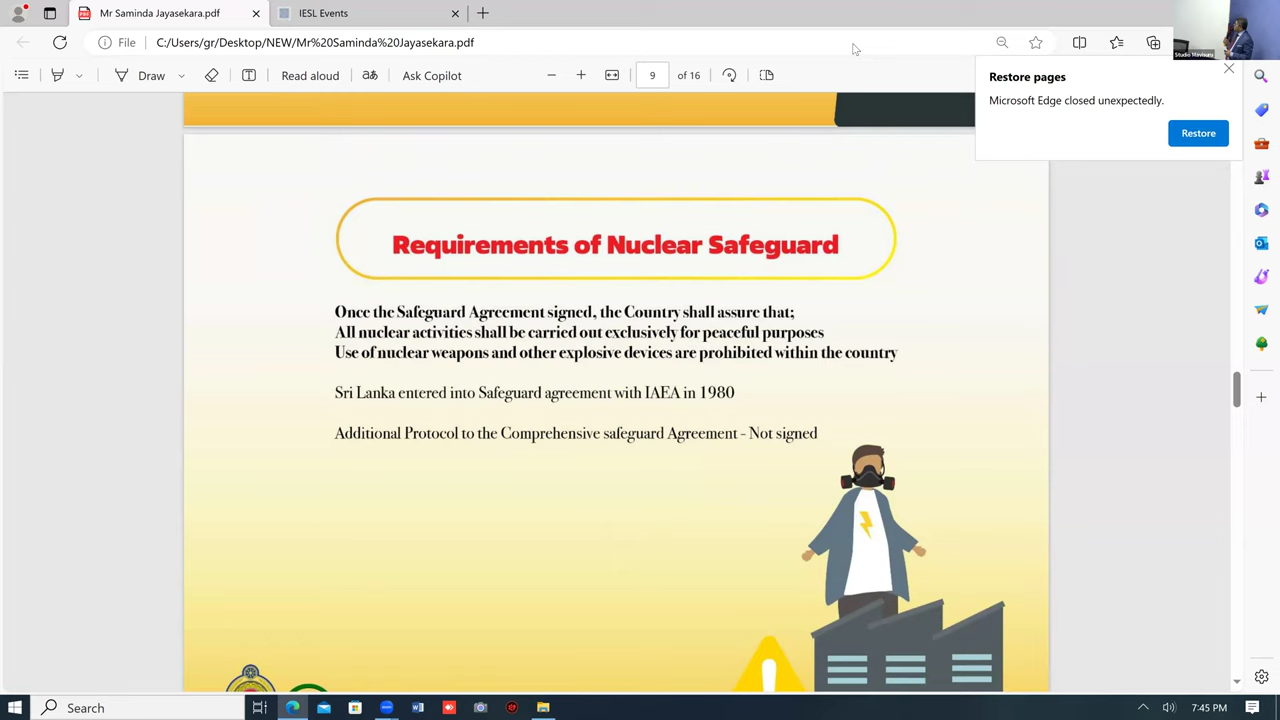 Mr Saminda Jayasekara.pdf
IESL Events
File
C:/Users/gr/Desktop/NEW/Mr%20Saminda%20Jayasekara.pdf
Studio Mavisuru
Draw
Read aloud
Ask Copilot
9
of 16
Restore pages
Microsoft Edge closed unexpectedly.
Restore
Requirements of Nuclear Safeguard
Once the Safeguard Agreement signed, the Country shall assure that;
All nuclear activities shall be carried out exclusively for peaceful purposes
Use of nuclear weapons and other explosive devices are prohibited within the country
Sri Lanka entered into Safeguard agreement with IAEA in 1980
Additional Protocol to the Comprehensive safeguard Agreement - Not signed
Search
7:45 PM